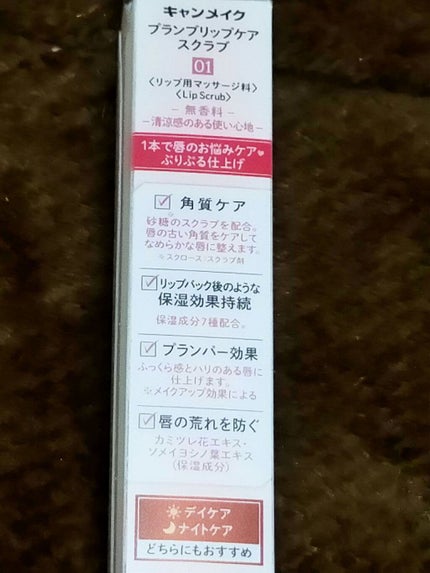 キャンメイク
プランプリップケア
スクラブ
01
〈リップ用マッサージ料〉
〈Lip Scrub〉
－ 無香料 －
－清涼感のある使い心地－
1本で唇のお悩みケア♥
ぷりぷる仕上げ
角質ケア
砂糖※のスクラブを配合。
唇の古い角質をケアして
なめらかな唇に整えます。
※スクロース：スクラブ剤
リップパック後のような
保湿効果持続
保湿成分7種配合。
プランパー効果
ふっくら感とハリのある唇に
仕上げます。
※メイクアップ効果による
唇の荒れを防ぐ
カミツレ花エキス・
ソメイヨシノ葉エキス
（保湿成分）
デイケア
ナイトケア
どちらにもおすすめ